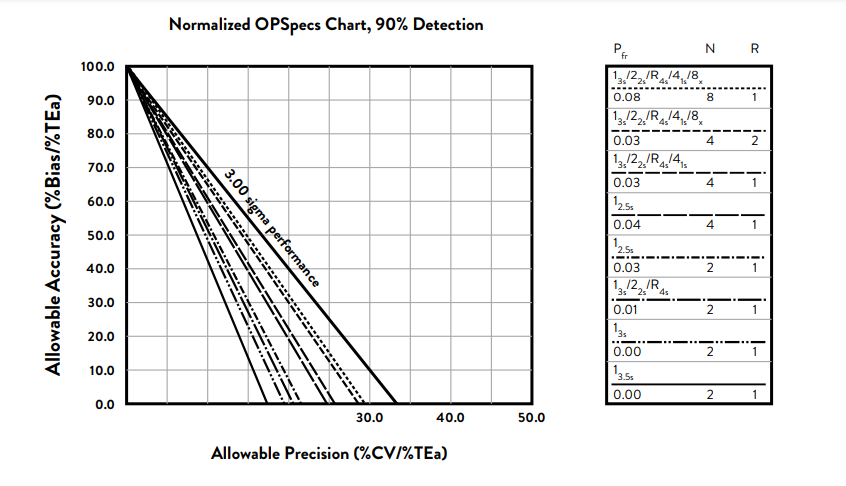 Normalized OPSpecs Chart, 90% Detection
Allowable Accuracy (%Bias/%TEa)
100.0
90.0
80.0
70.0
60.0
50.0
40.0
30.0
20.0
10.0
0.0
3.00 sigma performance
30.0 40.0 50.0
Allowable Precision (%CV/%TEa)
Pfr N R
13s/22s/R4s/41s/8x
0.08 8 1
13s/22s/R4s/41s/8x
0.03 4 2
13s/22s/R4s/41s
0.03 4 1
12.5s
0.04 4 1
12.5s
0.03 2 1
13s/22s/R4s
0.01 2 1
13s
0.00 2 1
13.5s
0.00 2 1